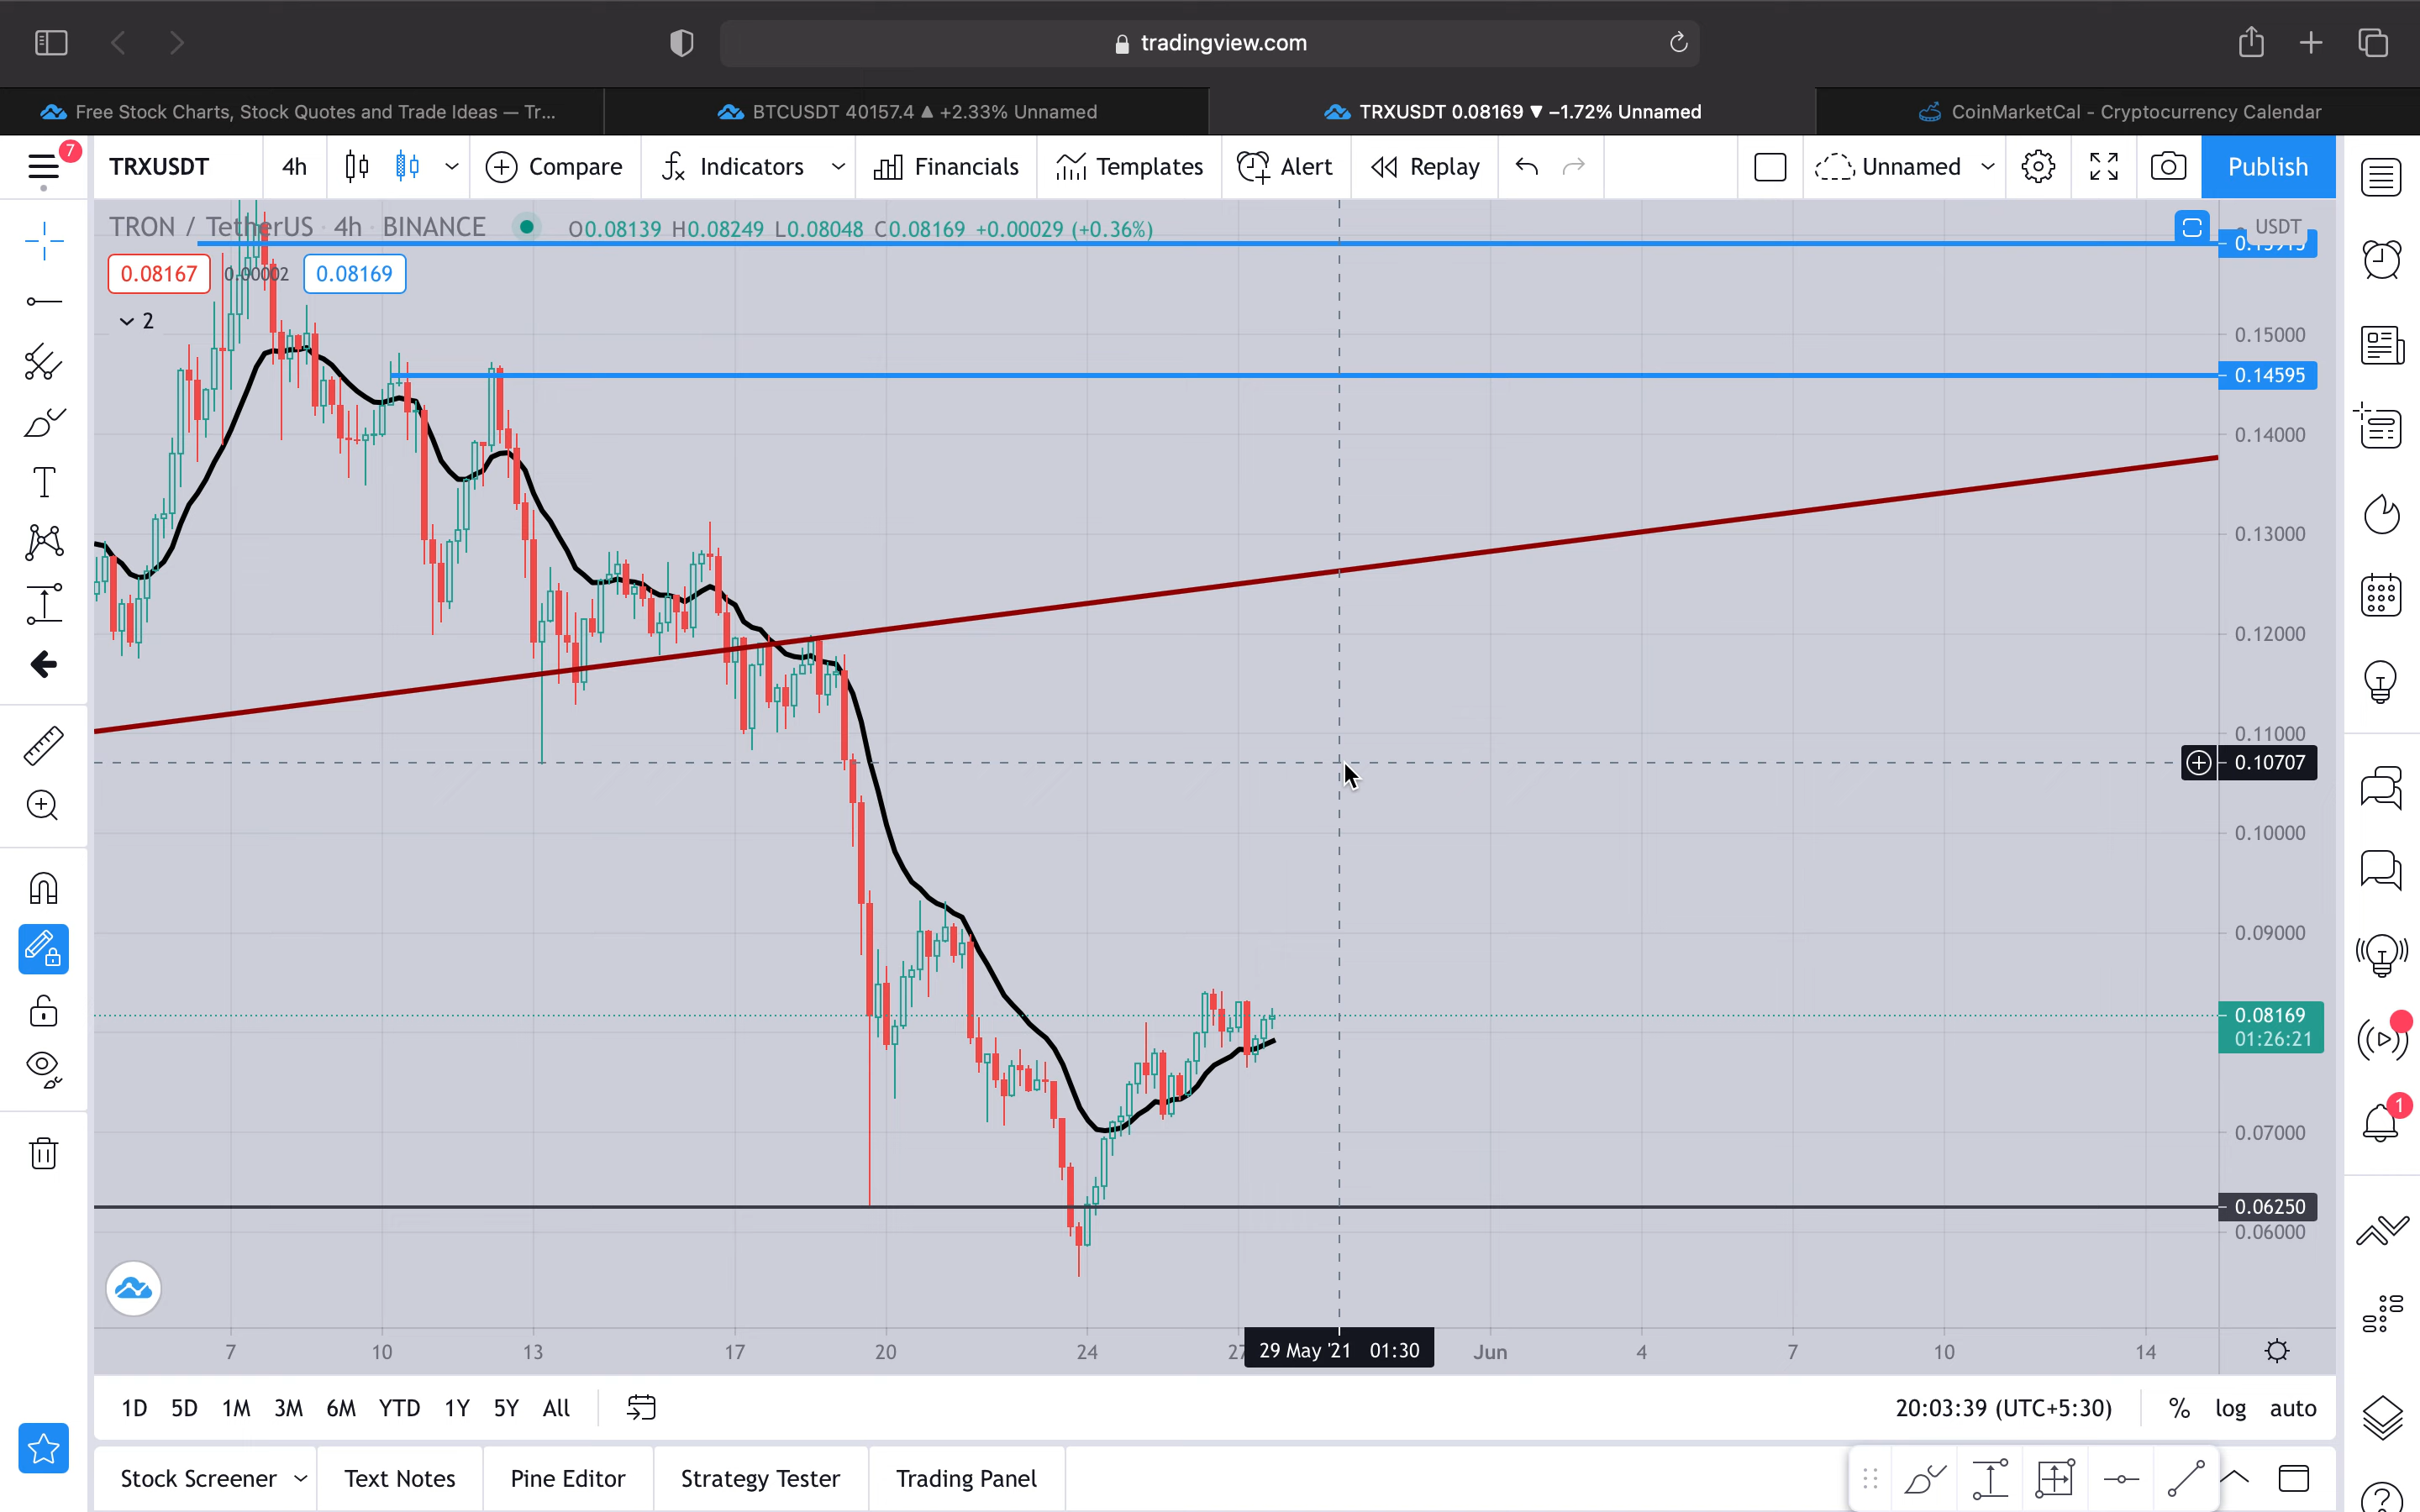 tradingview.com
Free Stock Charts, Stock Quotes and Trade Ideas — Tr...
BTCUSDT 40157.4 ▲ +2.33% Unnamed
TRXUSDT 0.08169 ▼ −1.72% Unnamed
CoinMarketCal - Cryptocurrency Calendar
7
TRXUSDT
4h
Compare
Indicators
Financials
Templates
Alert
Replay
Unnamed
Publish
TRON / TetherUS · 4h · BINANCE
O0.08139 H0.08249 L0.08048 C0.08169 +0.00029 (+0.36%)
USDT
0.08167
0.00002
0.08169
2
0.15000
0.14595
0.14000
0.13000
0.12000
0.11000
0.10707
0.10000
0.09000
0.08169
01:26:21
1
0.07000
0.06250
0.06000
7 10 13 17 20 24 27 29 May '21 01:30 Jun 4 7 10 14
1D 5D 1M 3M 6M YTD 1Y 5Y All
20:03:39 (UTC+5:30)
% log auto
Stock Screener
Text Notes
Pine Editor
Strategy Tester
Trading Panel